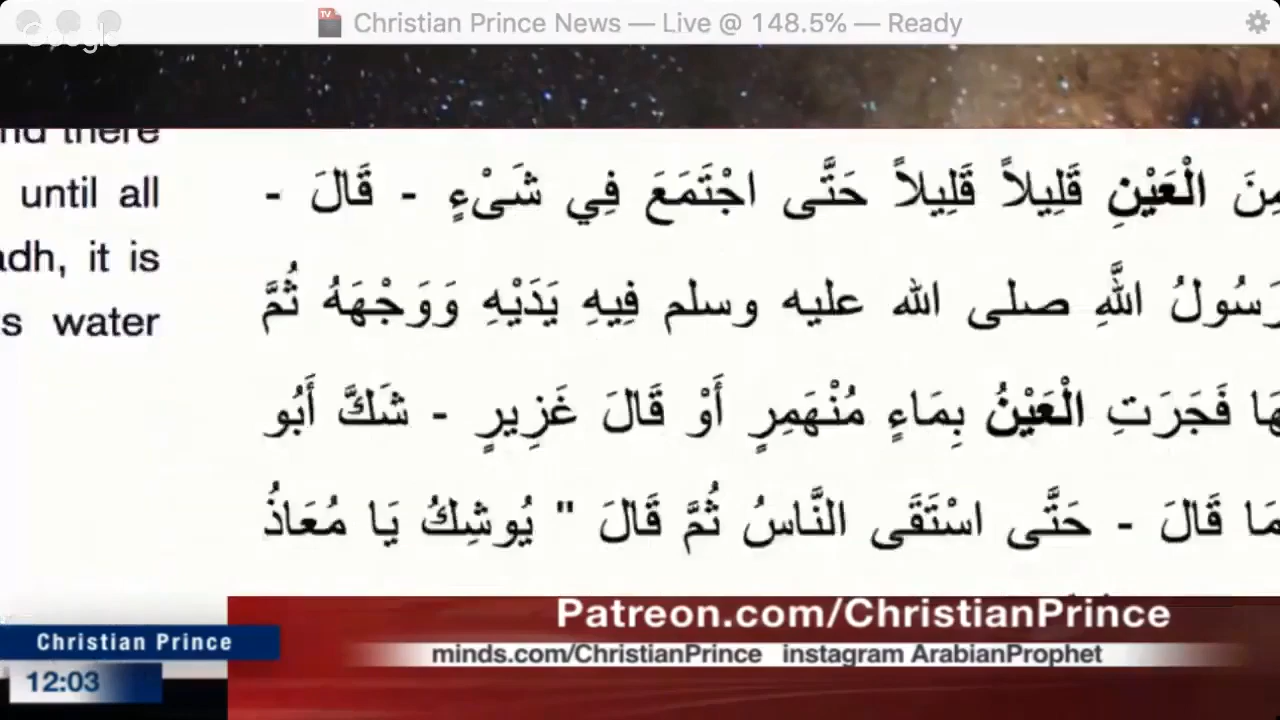 Christian Prince News — Live @ 148.5% — Ready
Google
until all
adh, it is
s water
الْعَيْنِ قَلِيلاً قَلِيلاً حَتَّى اجْتَمَعَ فِي شَىْءٍ - قَالَ -
رَسُولُ اللَّهِ صلى الله عليه وسلم فِيهِ يَدَيْهِ وَوَجْهَهُ ثُمَّ
فَجَرَتِ الْعَيْنُ بِمَاءٍ مُنْهَمِرٍ أَوْ قَالَ غَزِيرٍ - شَكَّ أَبُو
قَالَ - حَتَّى اسْتَقَى النَّاسُ ثُمَّ قَالَ " يُوشِكُ يَا مُعَاذُ
Patreon.com/ChristianPrince
Christian Prince
minds.com/ChristianPrince instagram ArabianProphet
12:03